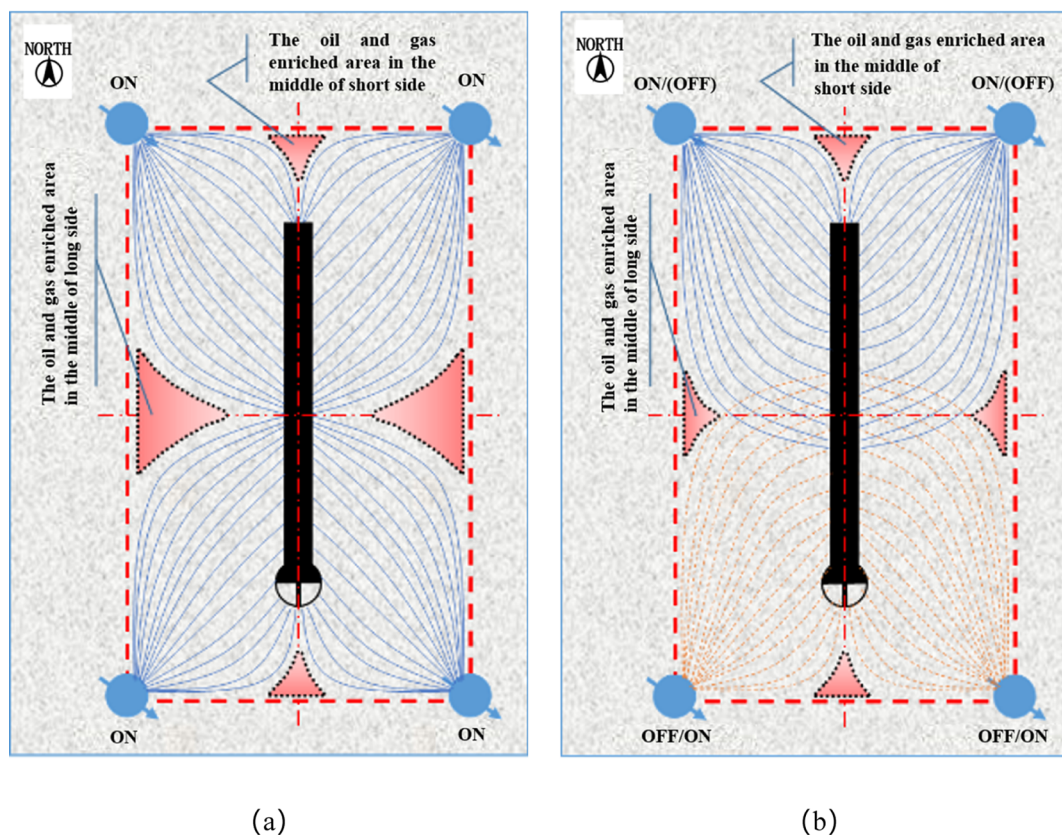 NORTH
ON
The oil and gas
enriched area in the
middle of short side
ON
The oil and gas enriched area
in the middle of long side
ON
ON
(a)
NORTH
ON/(OFF)
The oil and gas enriched area
in the middle of
short side
ON/(OFF)
The oil and gas enriched area
in the middle of long side
OFF/ON
OFF/ON
(b)